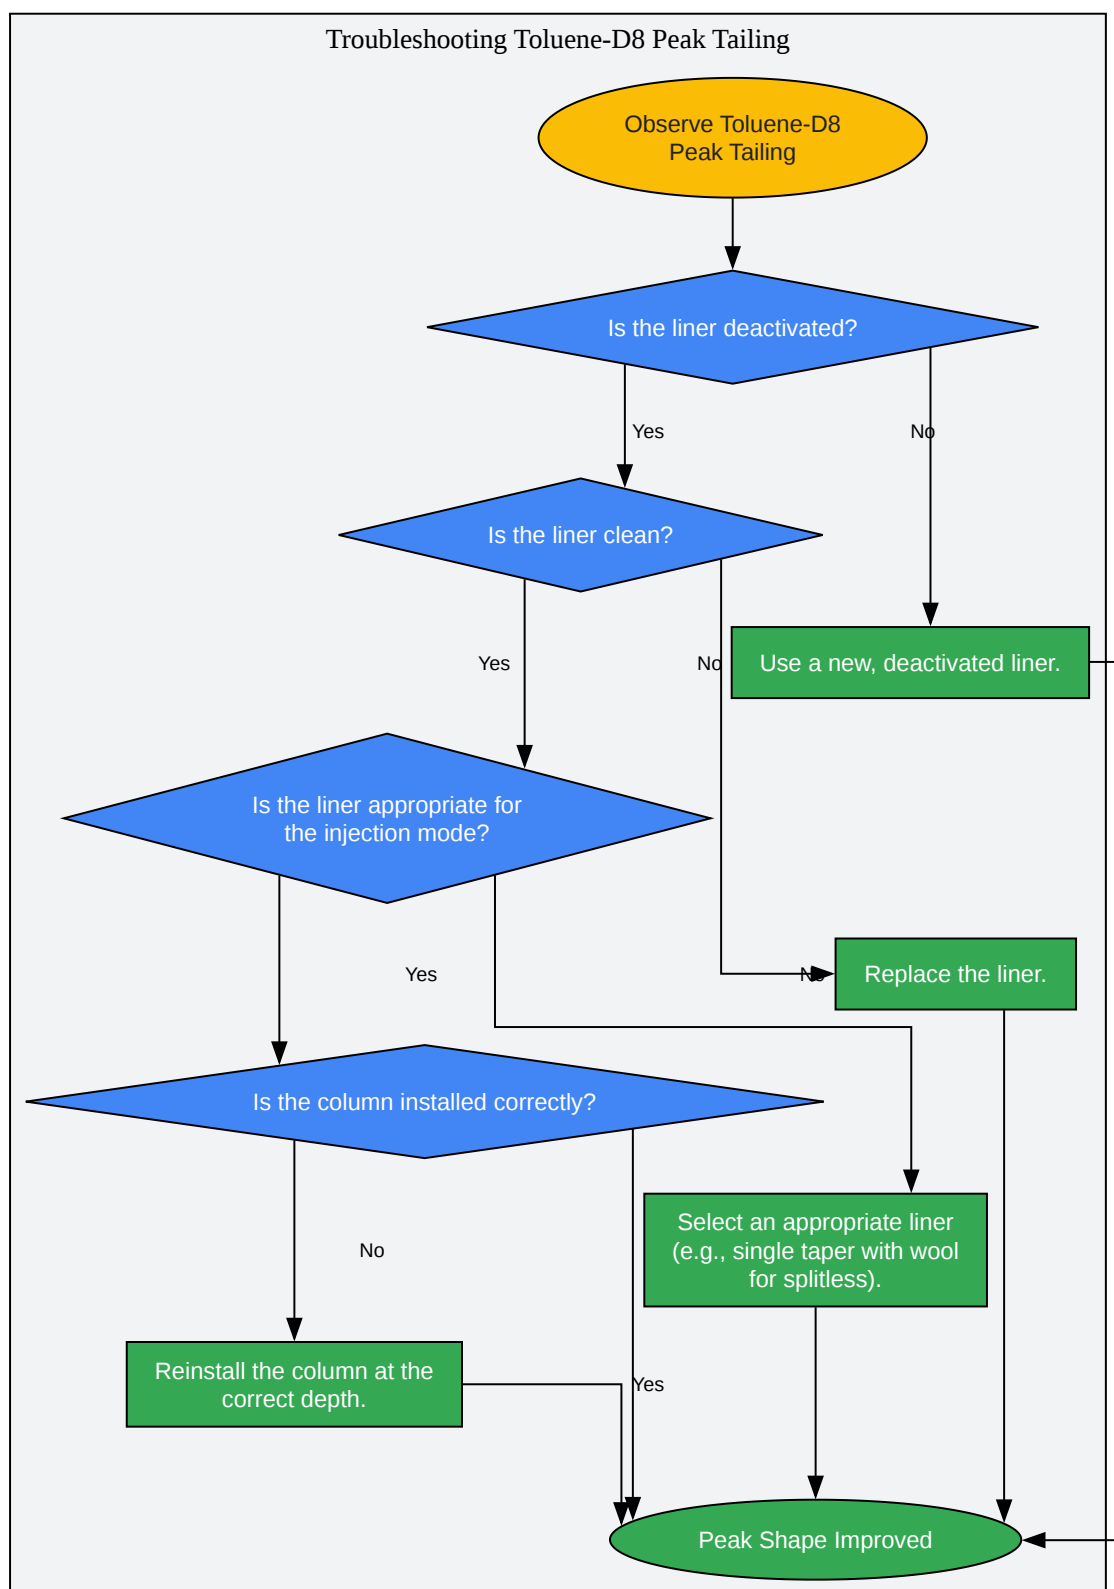 Troubleshooting Toluene-D8 Peak Tailing
Observe Toluene-D8
Peak Tailing
Is the liner deactivated?
Yes
No
Is the liner clean?
Yes
No
Use a new, deactivated liner.
Is the liner appropriate for
the injection mode?
Yes
No
Replace the liner.
Is the column installed correctly?
Select an appropriate liner
(e.g., single taper with wool
for splitless).
No
Reinstall the column at the
correct depth.
Yes
Peak Shape Improved